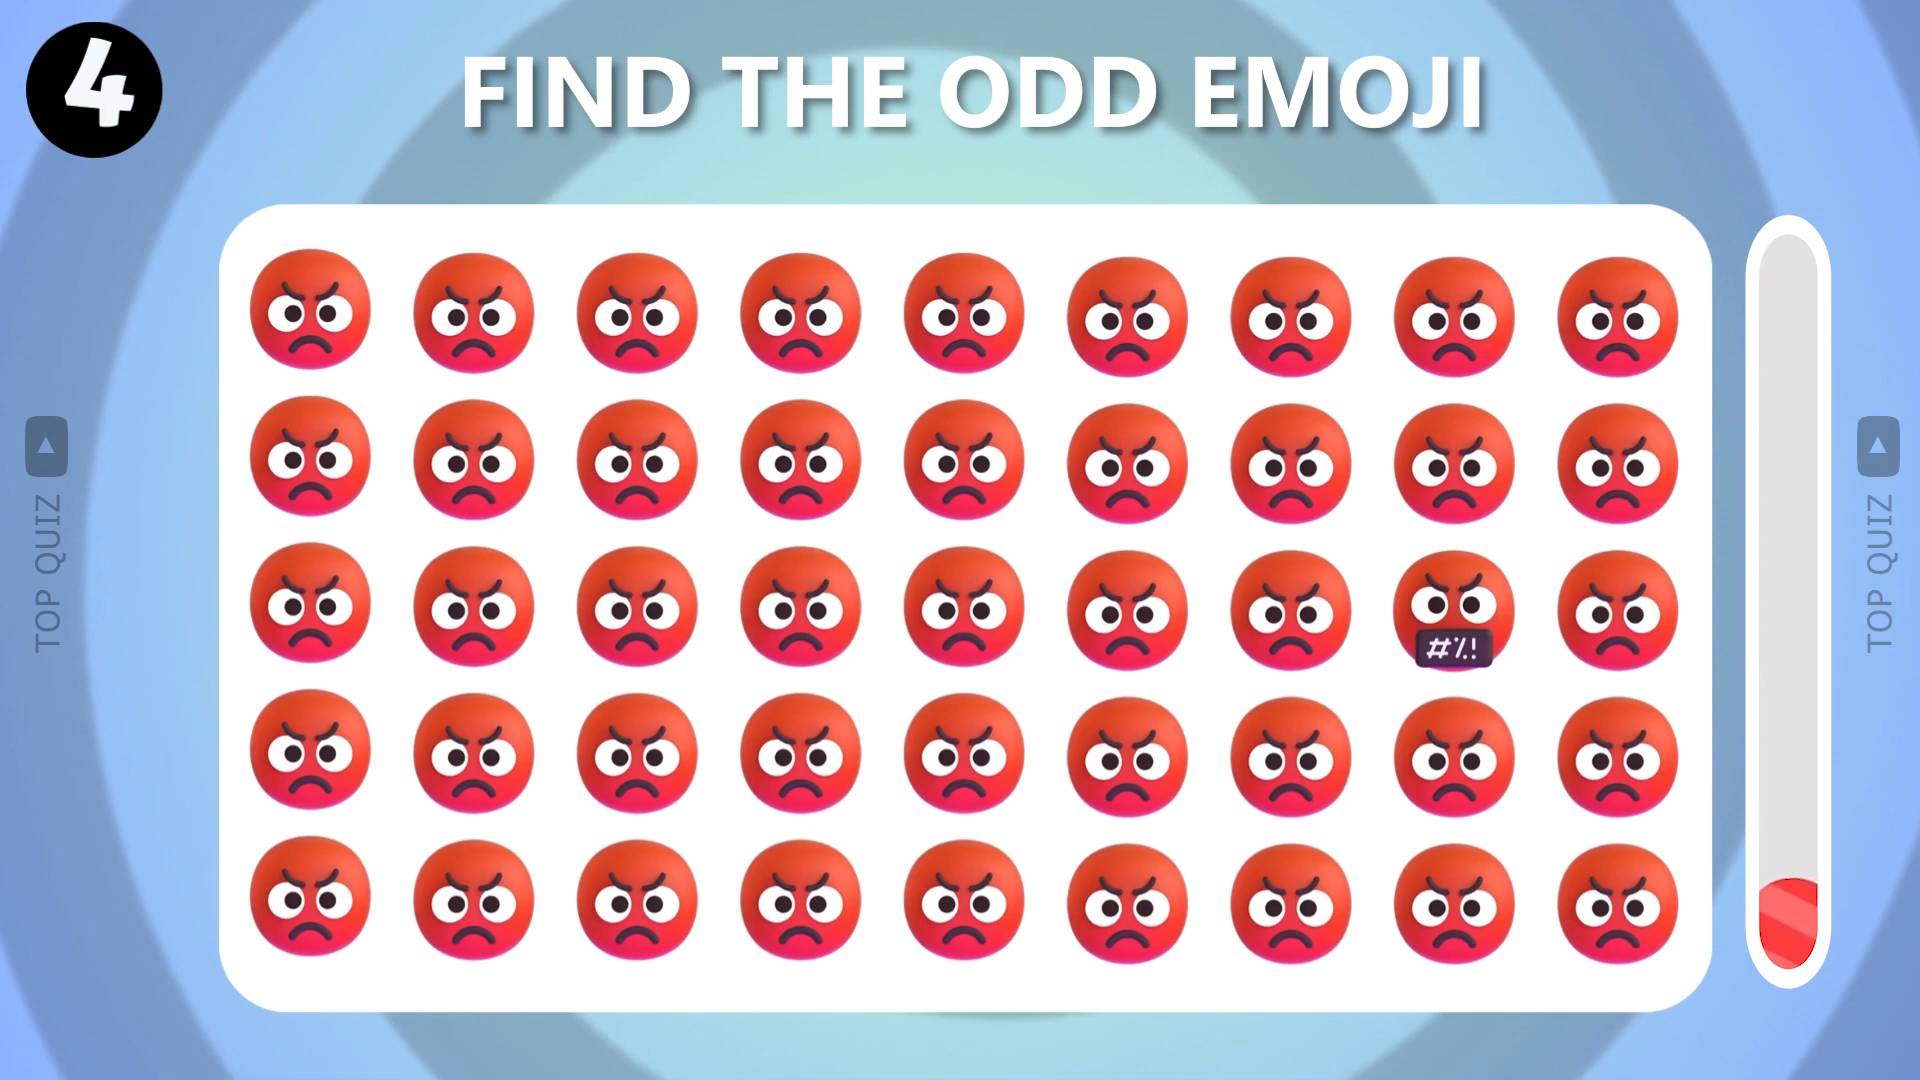 4
FIND THE ODD EMOJI
TOP QUIZ
#%!
TOP QUIZ